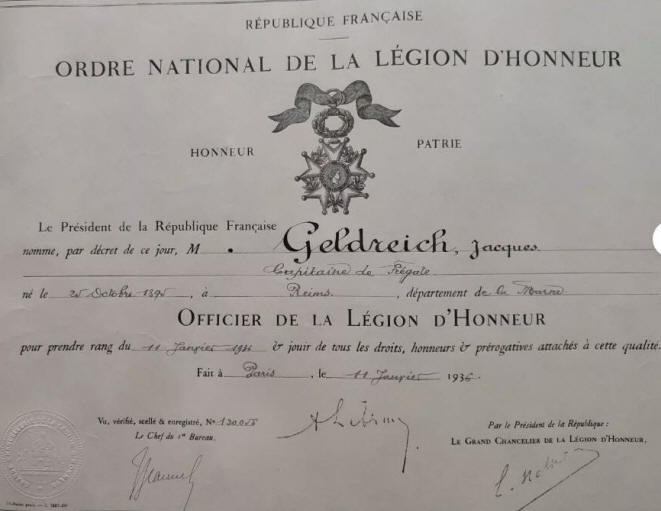 RÉPUBLIQUE FRANÇAISE
ORDRE NATIONAL DE LA LÉGION D'HONNEUR
HONNEUR PATRIE
Le Président de la République Française
nomme, par décret de ce jour, M. Geldreich, Jacques
Capitaine de Frégate
né le 25 Octobre 1895, à Reims, département de la Marne
OFFICIER DE LA LÉGION D'HONNEUR
pour prendre rang du 11 Janvier 1936 & jouir de tous les droits, honneurs & prérogatives attachés à cette qualité.
Fait à Paris, le 11 Janvier 1936.
Vu, vérifié, scellé & enregistré, N°
Le Chef du 1er Bureau.
Par le Président de la République :
LE GRAND CHANCELIER DE LA LÉGION D'HONNEUR,